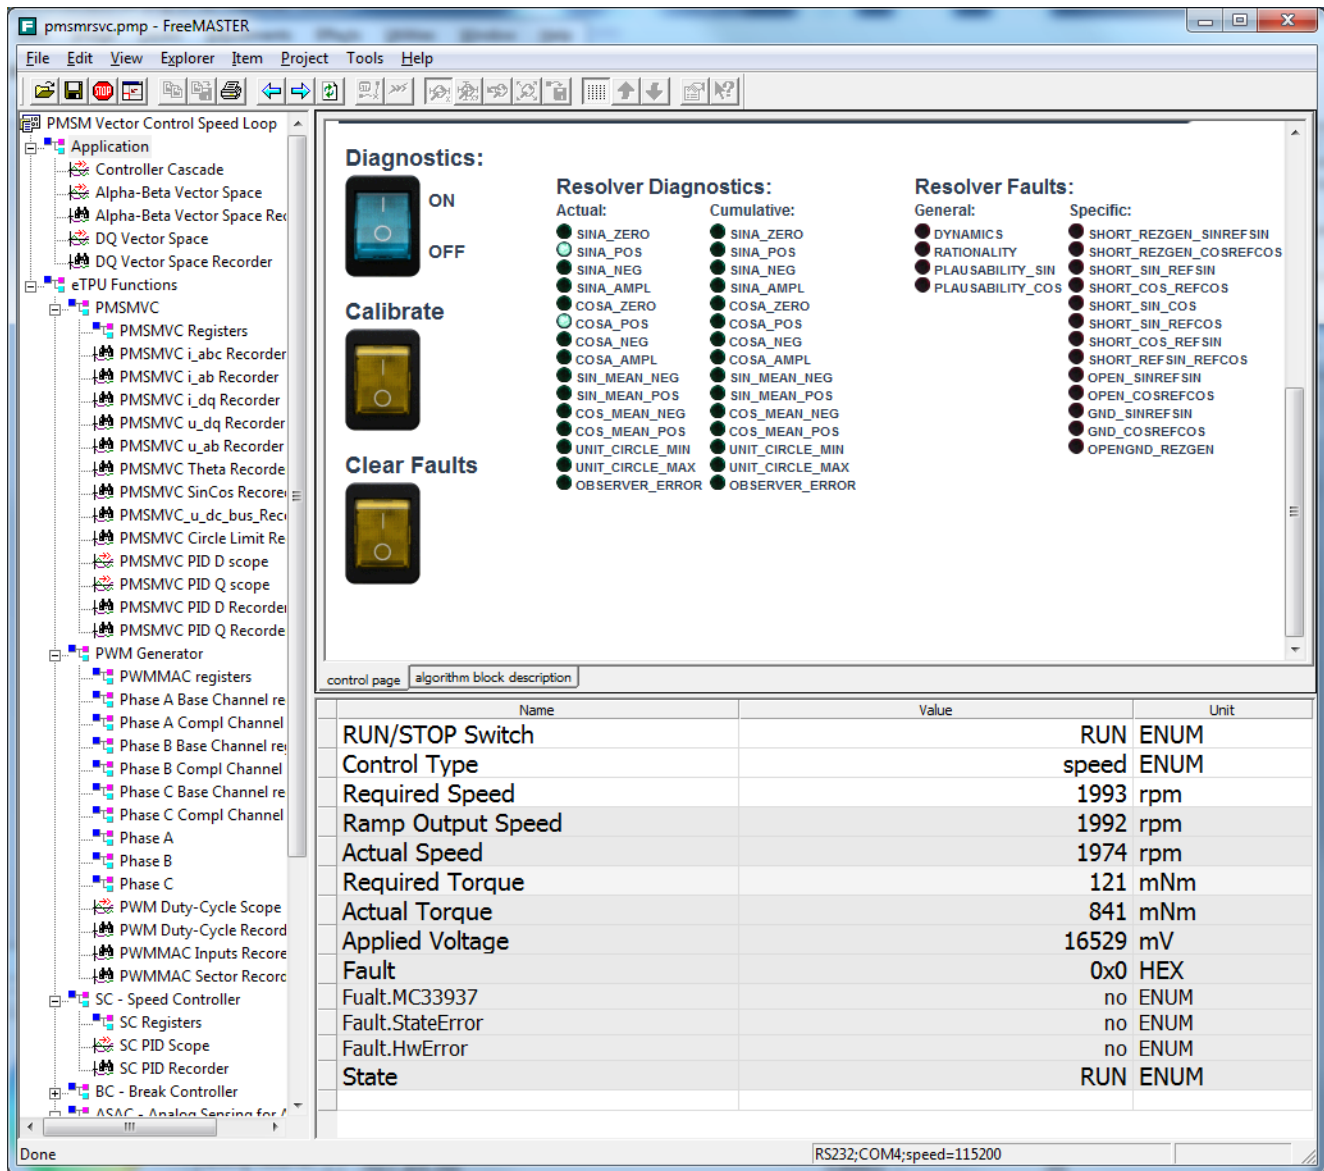 pmsmrsvc.pmp - FreeMASTER
File Edit View Explorer Item Project Tools Help
PMSM Vector Control Speed Loop
Application
Controller Cascade
Alpha-Beta Vector Space
Alpha-Beta Vector Space Rec
DQ Vector Space
DQ Vector Space Recorder
eTPU Functions
PMSMVC
PMSMVC Registers
PMSMVC i_abc Recorder
PMSMVC i_ab Recorder
PMSMVC i_dq Recorder
PMSMVC u_dq Recorder
PMSMVC u_ab Recorder
PMSMVC Theta Recorde
PMSMVC SinCos Recore
PMSMVC_u_dc_bus_Rec
PMSMVC Circle Limit Re
PMSMVC PID D scope
PMSMVC PID Q scope
PMSMVC PID D Recorde
PMSMVC PID Q Recorde
PWM Generator
PWMMAC registers
Phase A Base Channel re
Phase A Compl Channel
Phase B Base Channel re
Phase B Compl Channel
Phase C Base Channel re
Phase C Compl Channel
Phase A
Phase B
Phase C
PWM Duty-Cycle Scope
PWM Duty-Cycle Record
PWMMAC Inputs Recore
PWMMAC Sector Recorc
SC - Speed Controller
SC Registers
SC PID Scope
SC PID Recorder
BC - Break Controller
ASAC - Analog Sensing for
Diagnostics:
ON
OFF
Calibrate
Clear Faults
Resolver Diagnostics:
Actual: Cumulative:
SINA_ZERO SINA_ZERO
SINA_POS SINA_POS
SINA_NEG SINA_NEG
SINA_AMPL SINA_AMPL
COSA_ZERO COSA_ZERO
COSA_POS COSA_POS
COSA_NEG COSA_NEG
COSA_AMPL COSA_AMPL
SIN_MEAN_NEG SIN_MEAN_NEG
SIN_MEAN_POS SIN_MEAN_POS
COS_MEAN_NEG COS_MEAN_NEG
COS_MEAN_POS COS_MEAN_POS
UNIT_CIRCLE_MIN UNIT_CIRCLE_MIN
UNIT_CIRCLE_MAX UNIT_CIRCLE_MAX
OBSERVER_ERROR OBSERVER_ERROR
Resolver Faults:
General: Specific:
DYNAMICS SHORT_REZGEN_SINREFSIN
RATIONALITY SHORT_REZGEN_COSREFCOS
PLAUSABILITY_SIN SHORT_SIN_REFSIN
PLAUSABILITY_COS SHORT_COS_REFCOS
SHORT_SIN_COS
SHORT_SIN_REFCOS
SHORT_COS_REFSIN
SHORT_REFSIN_REFCOS
OPEN_SINREFSIN
OPEN_COSREFCOS
GND_SINREFSIN
GND_COSREFCOS
OPENGND_REZGEN
control page algorithm block description
Name Value Unit
RUN/STOP Switch RUN ENUM
Control Type speed ENUM
Required Speed 1993 rpm
Ramp Output Speed 1992 rpm
Actual Speed 1974 rpm
Required Torque 121 mNm
Actual Torque 841 mNm
Applied Voltage 16529 mV
Fault 0x0 HEX
Fualt.MC33937 no ENUM
Fault.StateError no ENUM
Fault.HwError no ENUM
State RUN ENUM
Done RS232;COM4;speed=115200